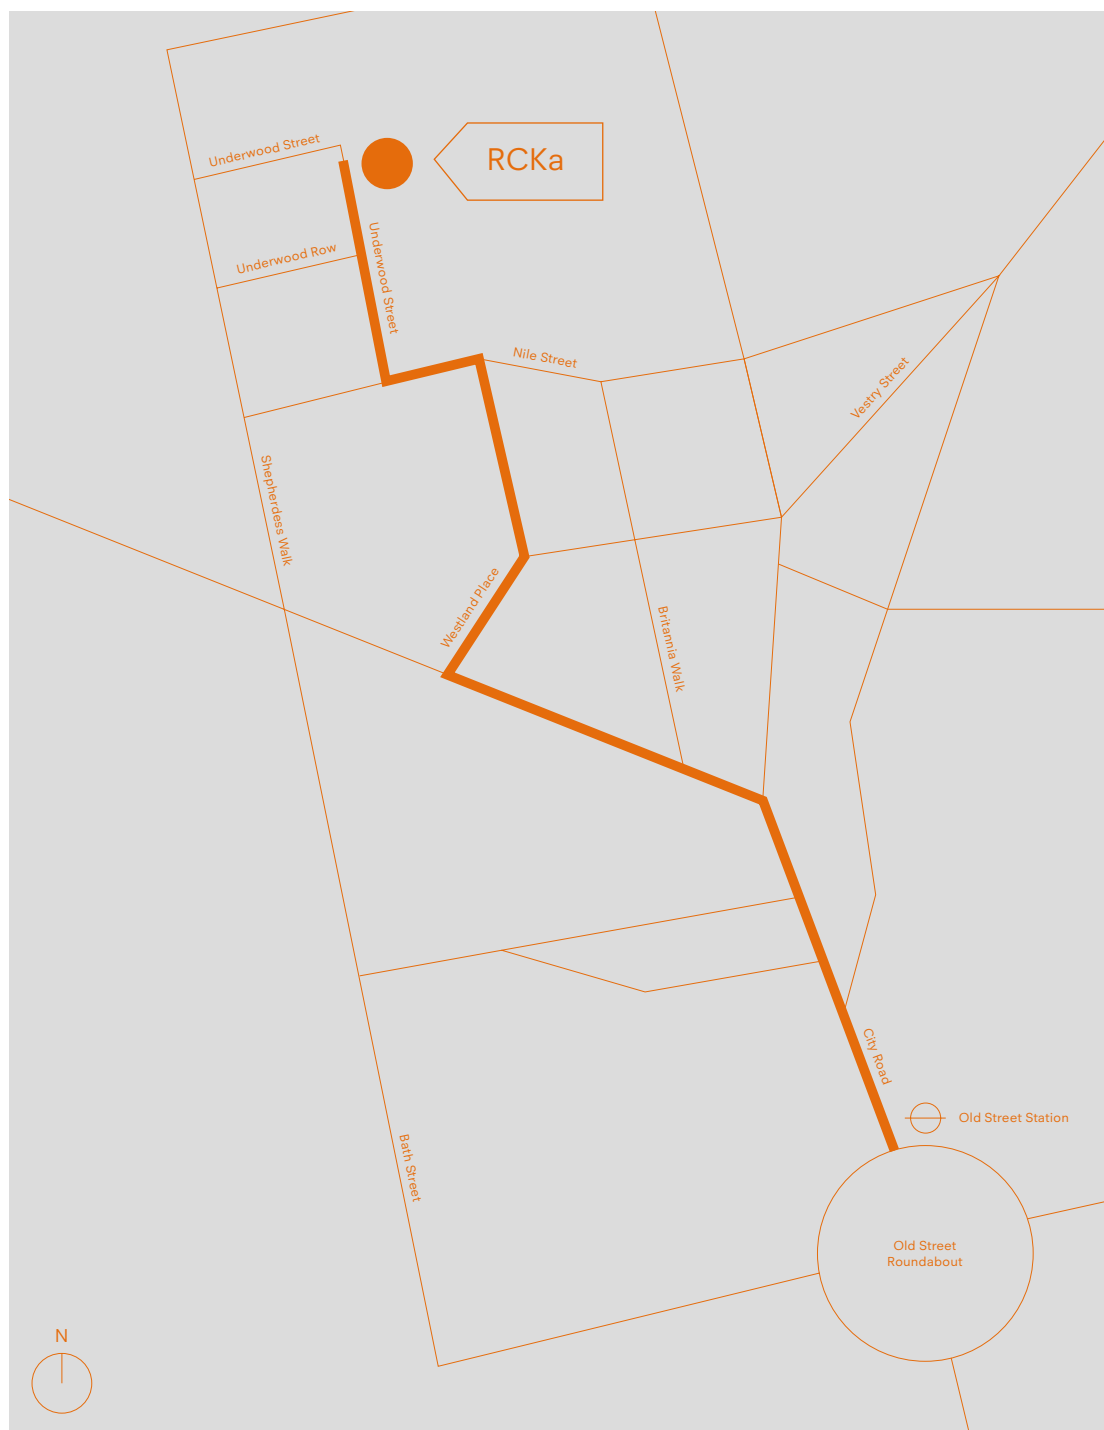 Underwood Street
RCKa
Underwood Row
Underwood Street
Nile Street
Vestry Street
Shepherdess Walk
Westland Place
Britannia Walk
City Road
Old Street Station
Bath Street
Old Street
Roundabout
N